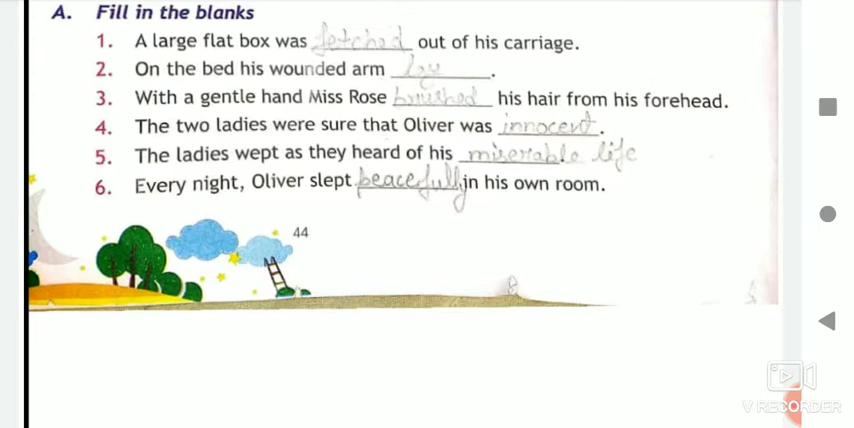 A. Fill in the blanks
1. A large flat box was fetched out of his carriage.
2. On the bed his wounded arm lay.
3. With a gentle hand Miss Rose brushed his hair from his forehead.
4. The two ladies were sure that Oliver was innocent.
5. The ladies wept as they heard of his miserable life
6. Every night, Oliver slept peacefully in his own room.
44
V RECORDER